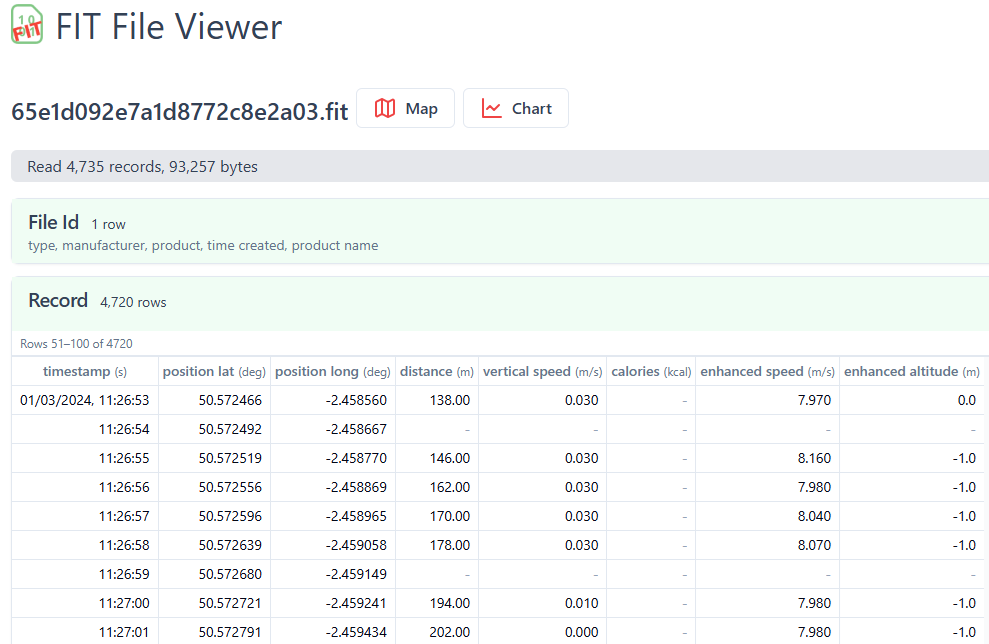 10
01
FIT
FIT File Viewer
65e1d092e7a1d8772c8e2a03.fit Map Chart
Read 4,735 records, 93,257 bytes
File Id 1 row
type, manufacturer, product, time created, product name
Record 4,720 rows
Rows 51–100 of 4720
timestamp (s) position lat (deg) position long (deg) distance (m) vertical speed (m/s) calories (kcal) enhanced speed (m/s) enhanced altitude (m)
01/03/2024, 11:26:53 50.572466 -2.458560 138.00 0.030 - 7.970 0.0
11:26:54 50.572492 -2.458667 - - - - -
11:26:55 50.572519 -2.458770 146.00 0.030 - 8.160 -1.0
11:26:56 50.572556 -2.458869 162.00 0.030 - 7.980 -1.0
11:26:57 50.572596 -2.458965 170.00 0.030 - 8.040 -1.0
11:26:58 50.572639 -2.459058 178.00 0.030 - 8.070 -1.0
11:26:59 50.572680 -2.459149 - - - - -
11:27:00 50.572721 -2.459241 194.00 0.010 - 7.980 -1.0
11:27:01 50.572791 -2.459434 202.00 0.000 - 7.980 -1.0